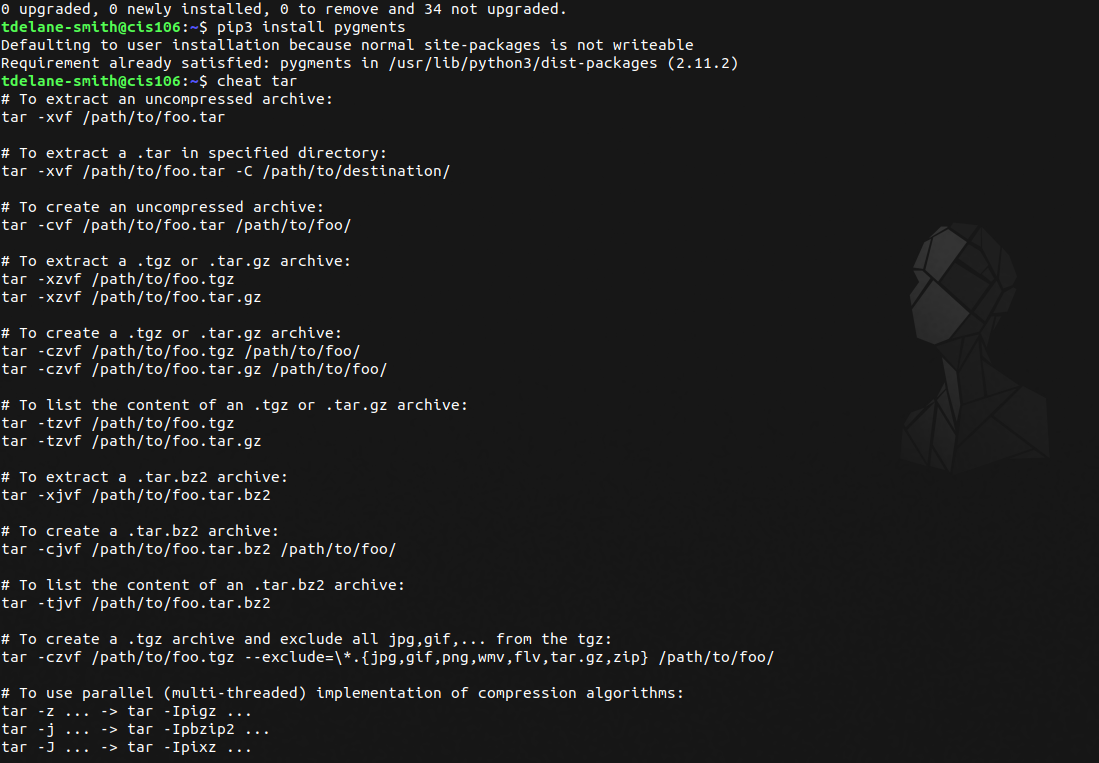 0 upgraded, 0 newly installed, 0 to remove and 34 not upgraded.
tdelane-smith@cis106:~$ pip3 install pygments
Defaulting to user installation because normal site-packages is not writeable
Requirement already satisfied: pygments in /usr/lib/python3/dist-packages (2.11.2)
tdelane-smith@cis106:~$ cheat tar
# To extract an uncompressed archive:
tar -xvf /path/to/foo.tar

# To extract a .tar in specified directory:
tar -xvf /path/to/foo.tar -C /path/to/destination/

# To create an uncompressed archive:
tar -cvf /path/to/foo.tar /path/to/foo/

# To extract a .tgz or .tar.gz archive:
tar -xzvf /path/to/foo.tgz
tar -xzvf /path/to/foo.tar.gz

# To create a .tgz or .tar.gz archive:
tar -czvf /path/to/foo.tgz /path/to/foo/
tar -czvf /path/to/foo.tar.gz /path/to/foo/

# To list the content of an .tgz or .tar.gz archive:
tar -tzvf /path/to/foo.tgz
tar -tzvf /path/to/foo.tar.gz

# To extract a .tar.bz2 archive:
tar -xjvf /path/to/foo.tar.bz2

# To create a .tar.bz2 archive:
tar -cjvf /path/to/foo.tar.bz2 /path/to/foo/

# To list the content of an .tar.bz2 archive:
tar -tjvf /path/to/foo.tar.bz2

# To create a .tgz archive and exclude all jpg,gif,... from the tgz:
tar -czvf /path/to/foo.tgz --exclude=\*.{jpg,gif,png,wmv,flv,tar.gz,zip} /path/to/foo/

# To use parallel (multi-threaded) implementation of compression algorithms:
tar -z ... -> tar -Ipigz ...
tar -j ... -> tar -Ipbzip2 ...
tar -J ... -> tar -Ipixz ...